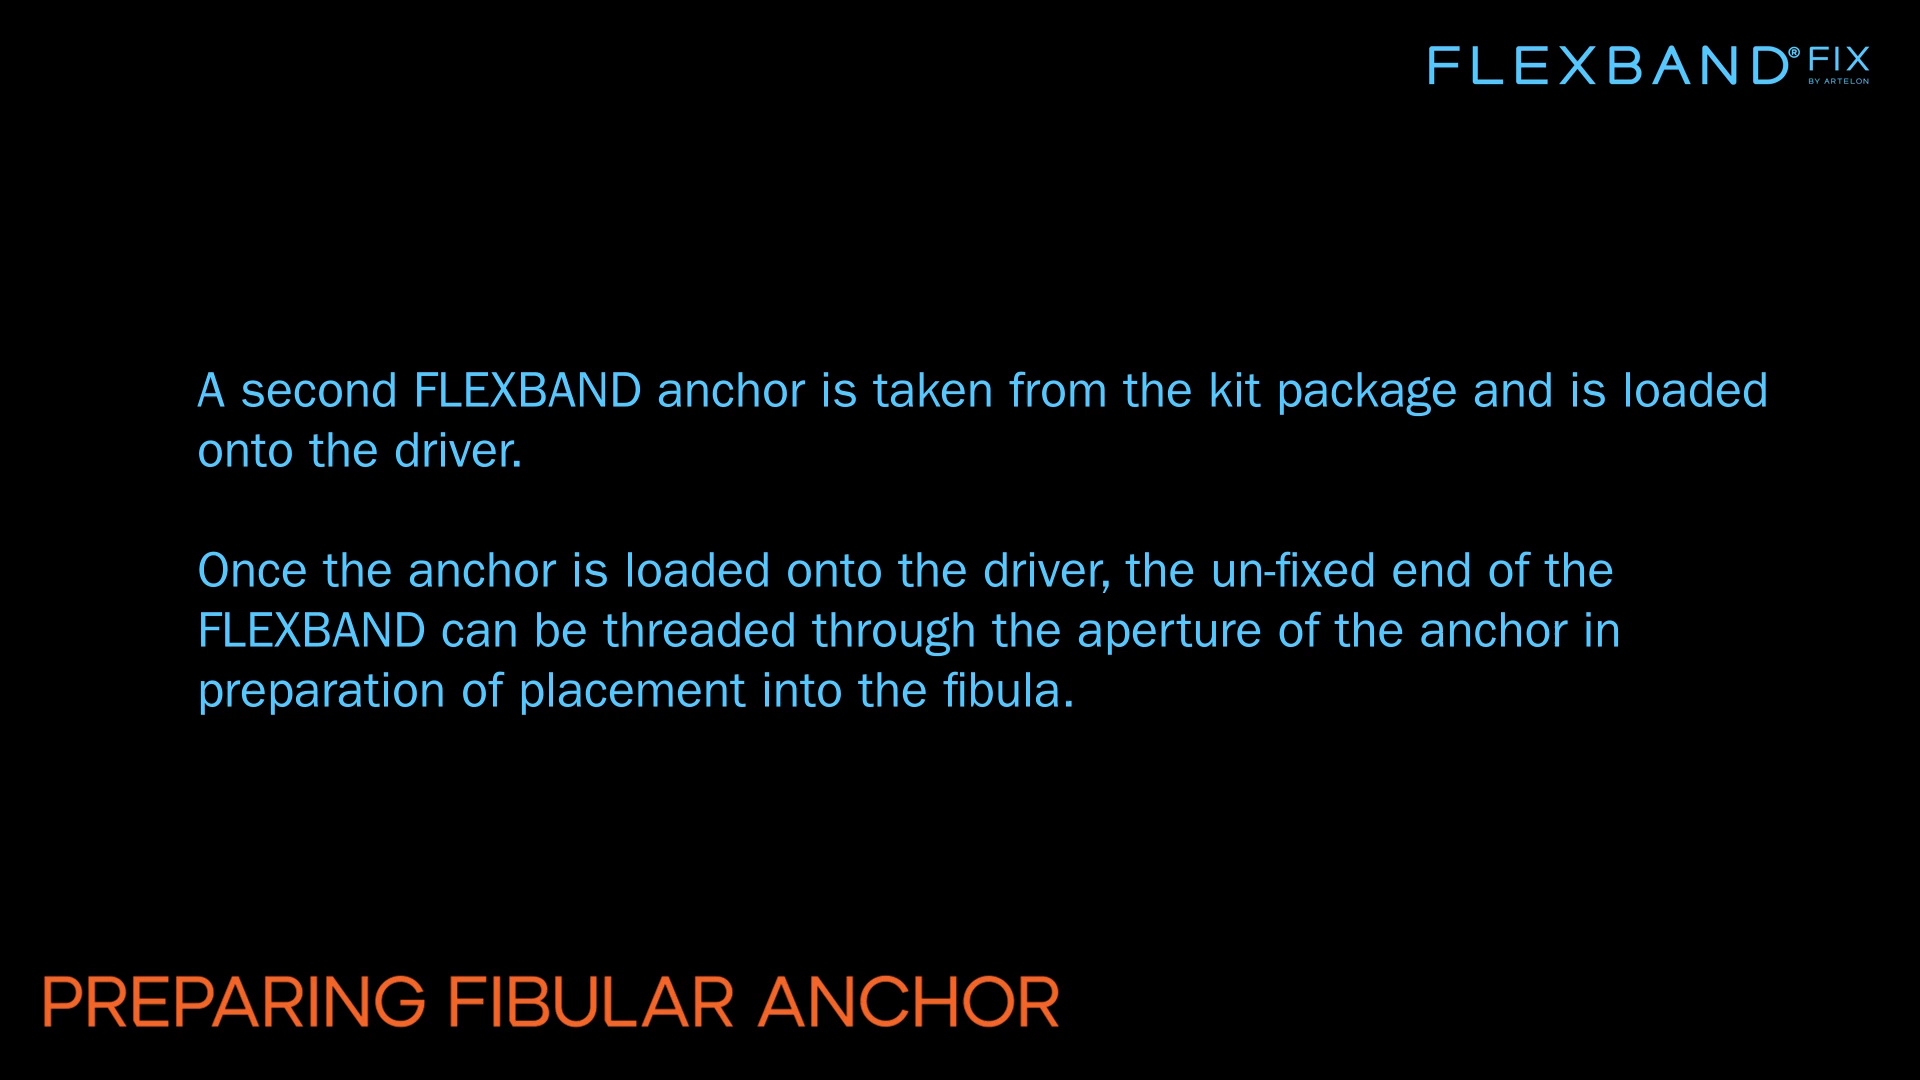 FLEXBAND® FIX
BY ARTELON
A second FLEXBAND anchor is taken from the kit package and is loaded
onto the driver.
Once the anchor is loaded onto the driver, the un-fixed end of the
FLEXBAND can be threaded through the aperture of the anchor in
preparation of placement into the fibula.
PREPARING FIBULAR ANCHOR